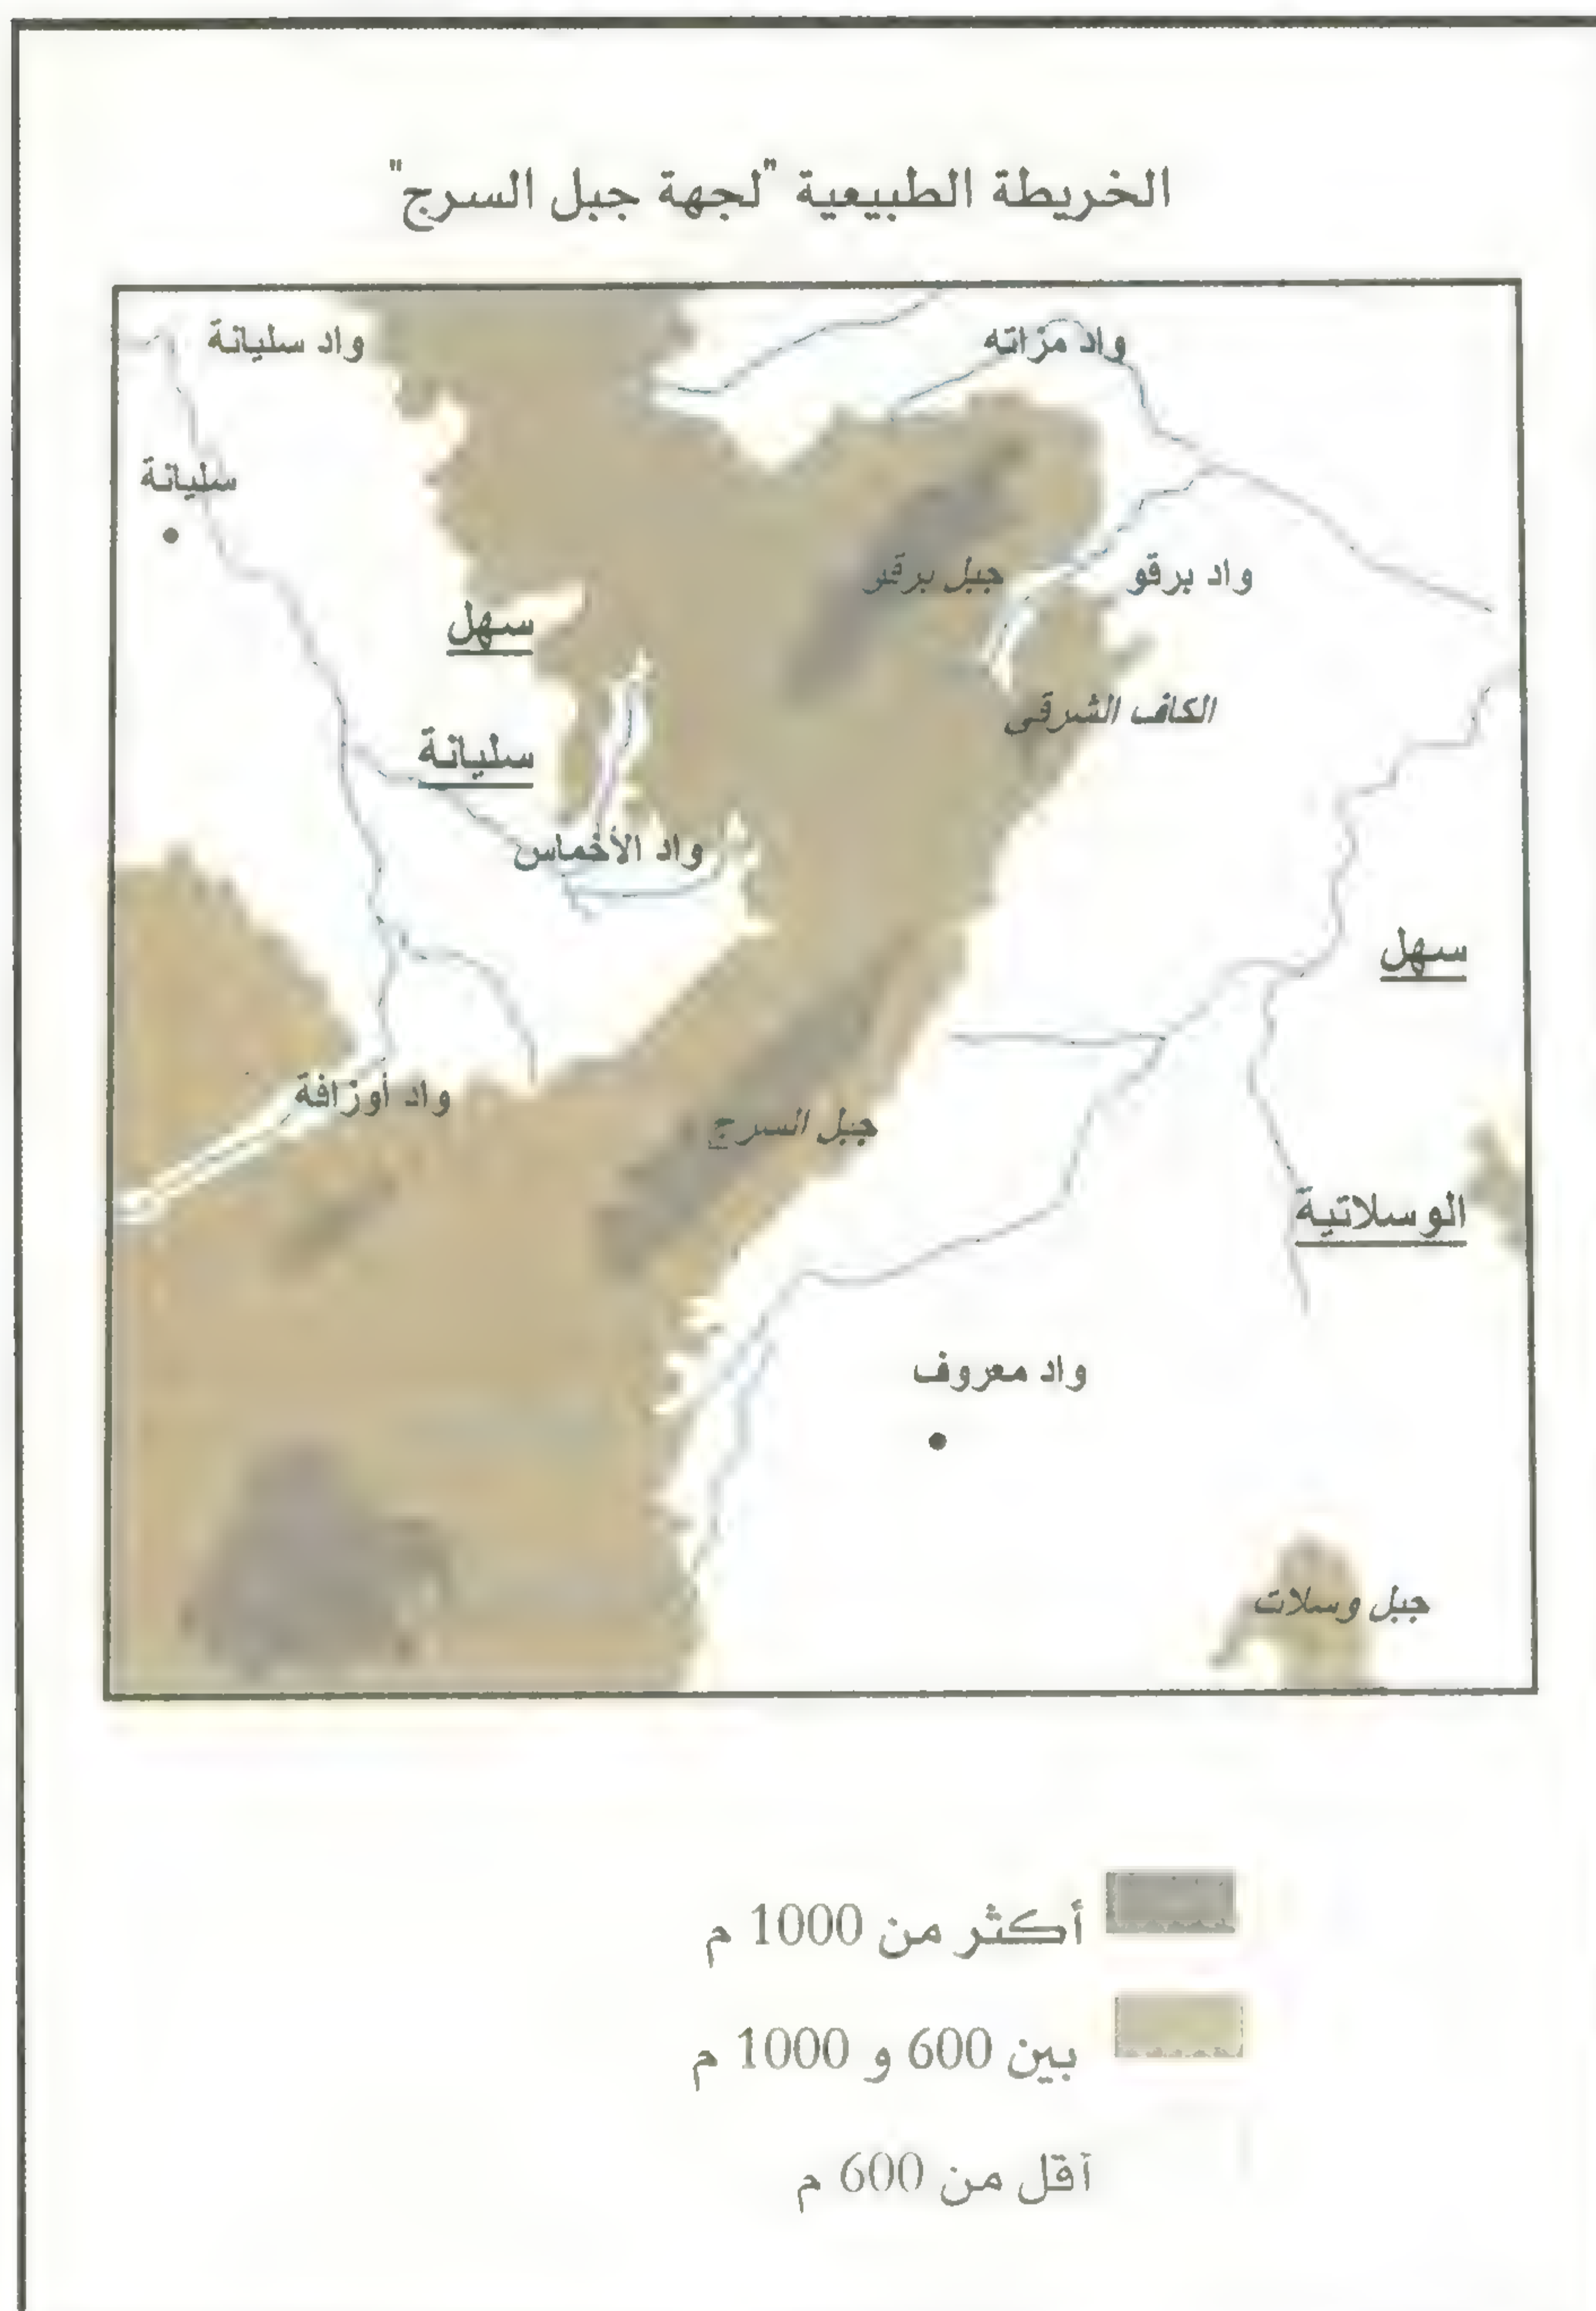 الخريطة الطبيعية "لجهة جبل السرج"
واد مزاته
واد سليانة
سليانة
واد برقو
جبل برقو
سهل
الكاف الشرقي
سليانة
واد الأخماس
سهل
واد أوزافة
جبل السرج
الوسلاتية
واد معروف
جبل وسلات
أكثر من 1000 م
بين 600 و 1000 م
أقل من 600 م